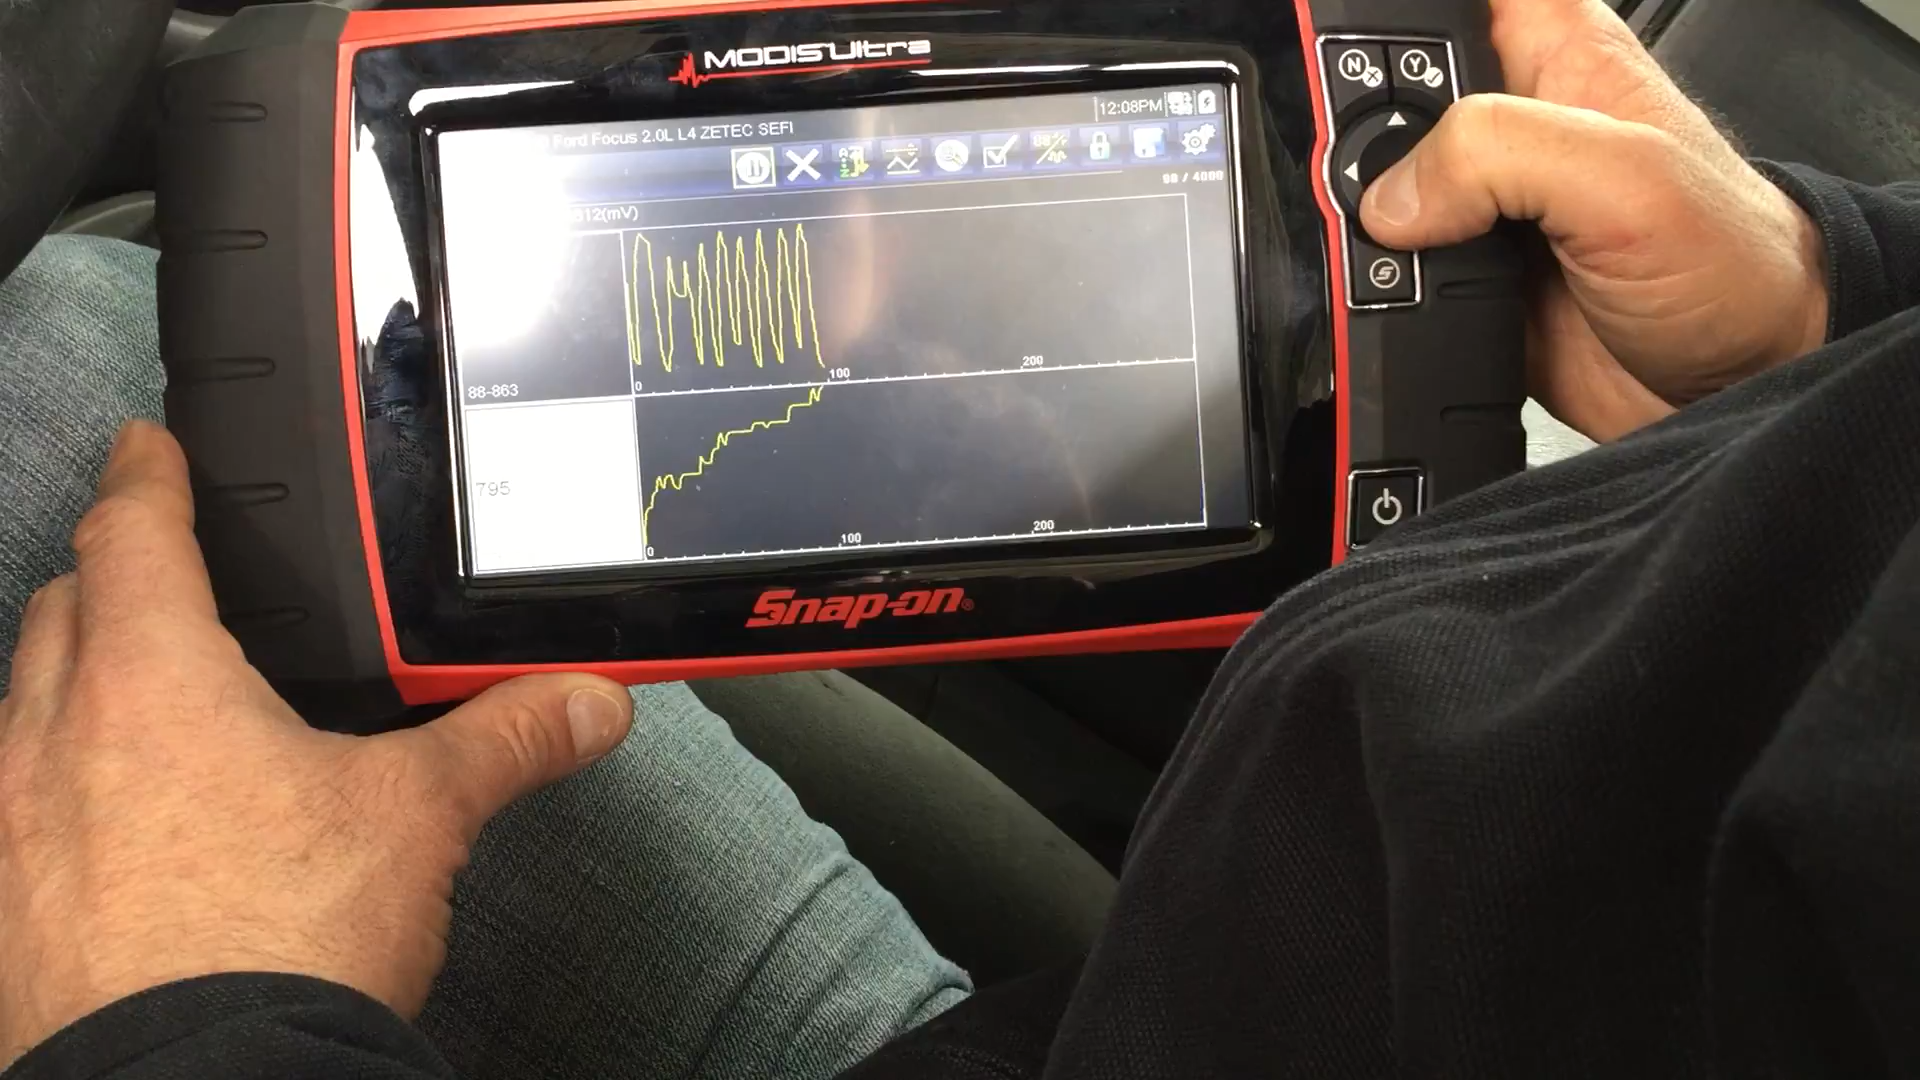 MODIS Ultra
12:08PM
Ford Focus 2.0L L4 ZETEC SEFI
98 / 4000
S12(mV)
88-863
0 100 200
795
0 100 200
Snap-on®
N Y
S